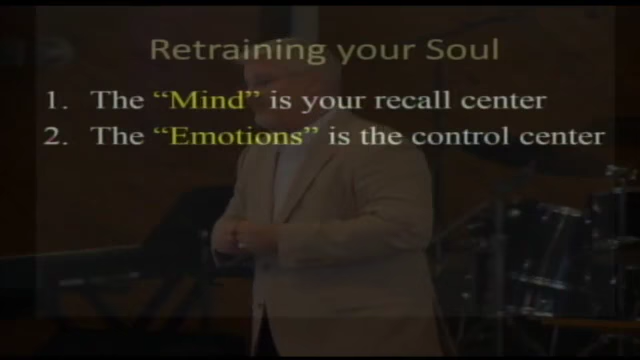 Retraining your Soul
1. The “Mind” is your recall center
2. The “Emotions” is the control center